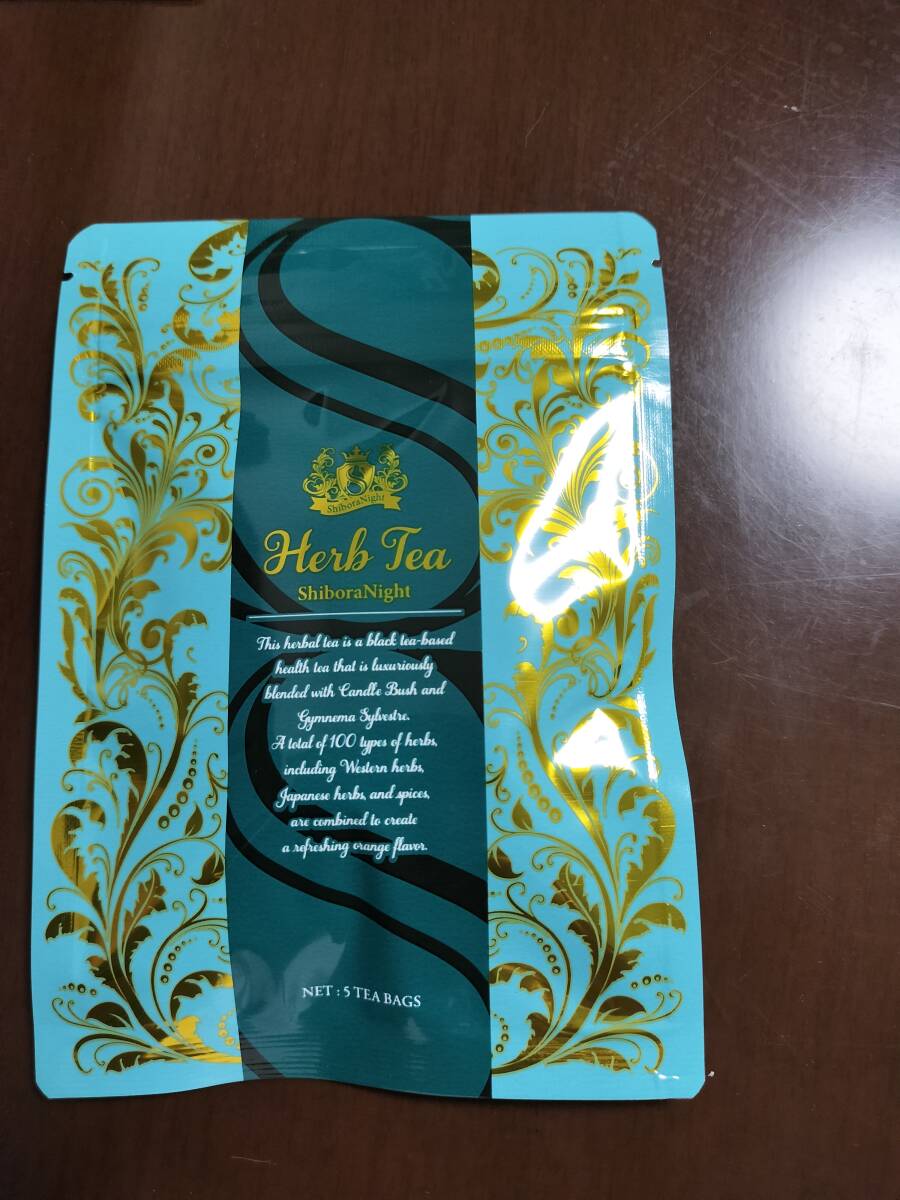 ShiboraNight
Herb Tea
ShiboraNight
This herbal tea is a black tea-based
health tea that is luxuriously
blended with Candle Bush and
Gymnema Sylvestre.
A total of 100 types of herbs,
including Western herbs,
Japanese herbs, and spices,
are combined to create
a refreshing orange flavor.
NET : 5 TEA BAGS